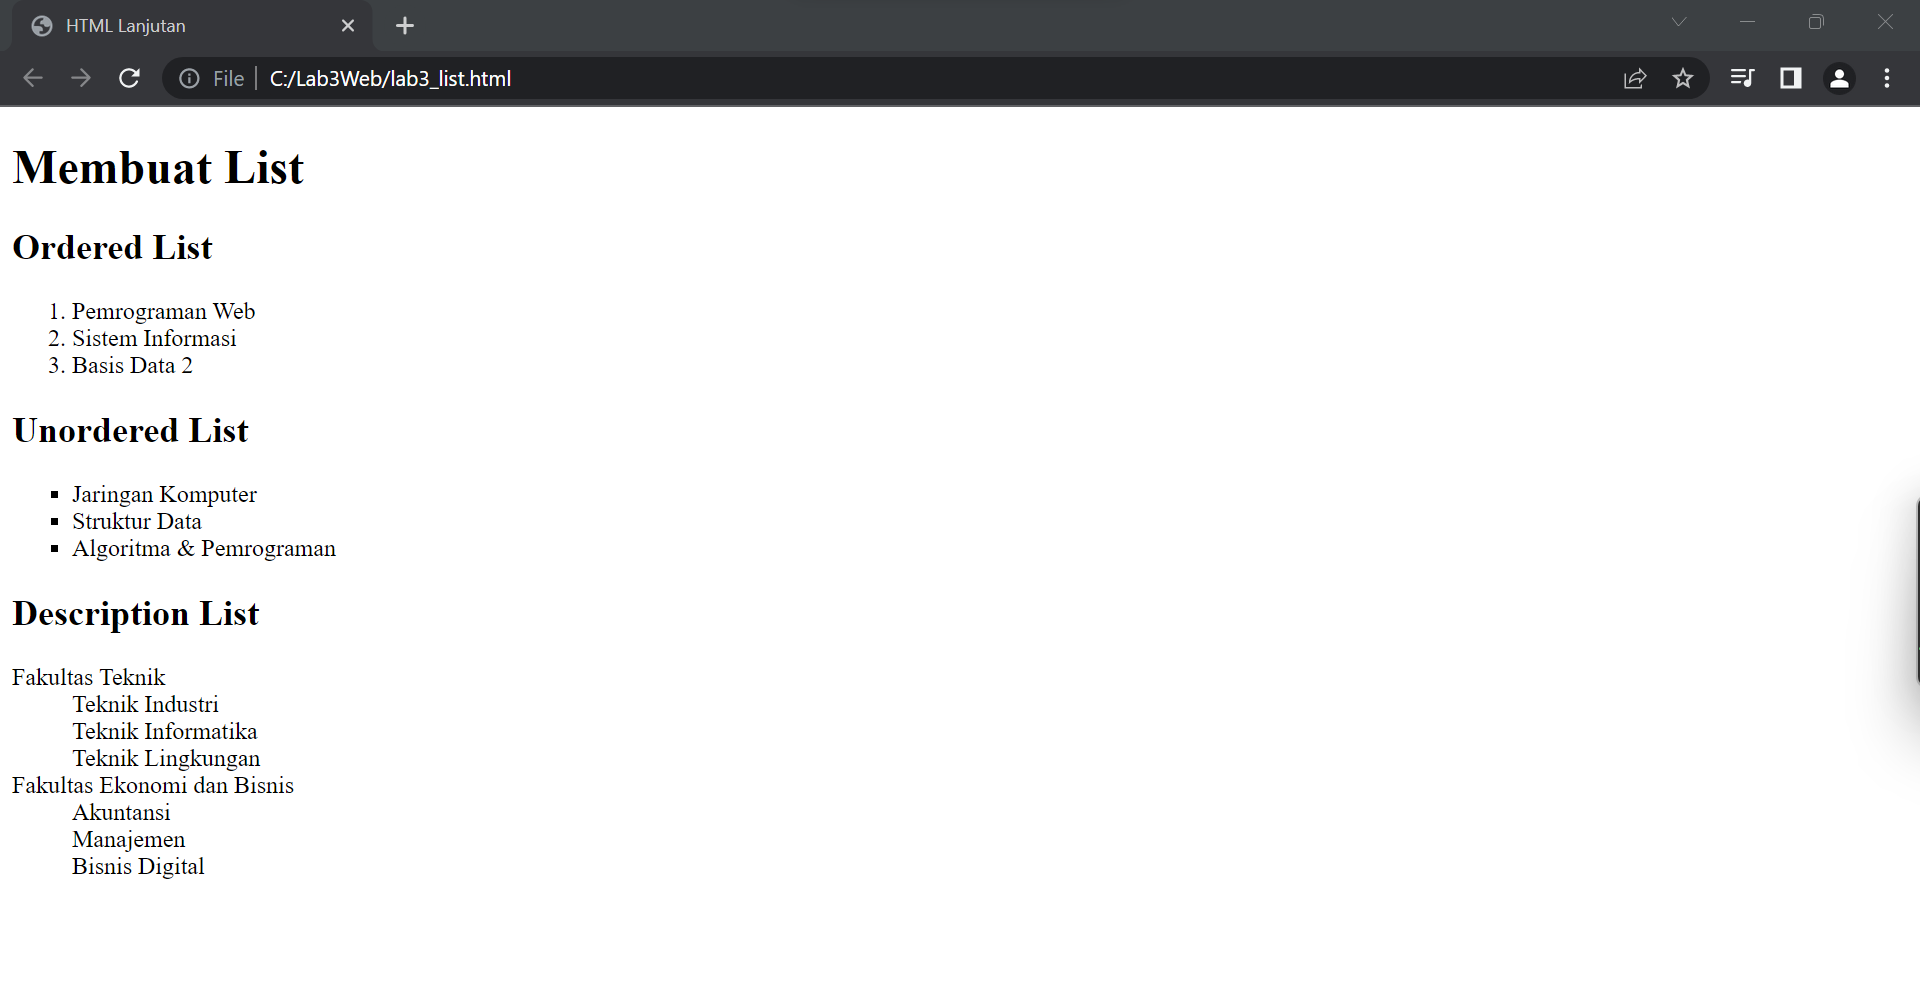 HTML Lanjutan
File C:/Lab3Web/lab3_list.html
Membuat List
Ordered List
1. Pemrograman Web
2. Sistem Informasi
3. Basis Data 2
Unordered List
▪ Jaringan Komputer
▪ Struktur Data
▪ Algoritma & Pemrograman
Description List
Fakultas Teknik
Teknik Industri
Teknik Informatika
Teknik Lingkungan
Fakultas Ekonomi dan Bisnis
Akuntansi
Manajemen
Bisnis Digital